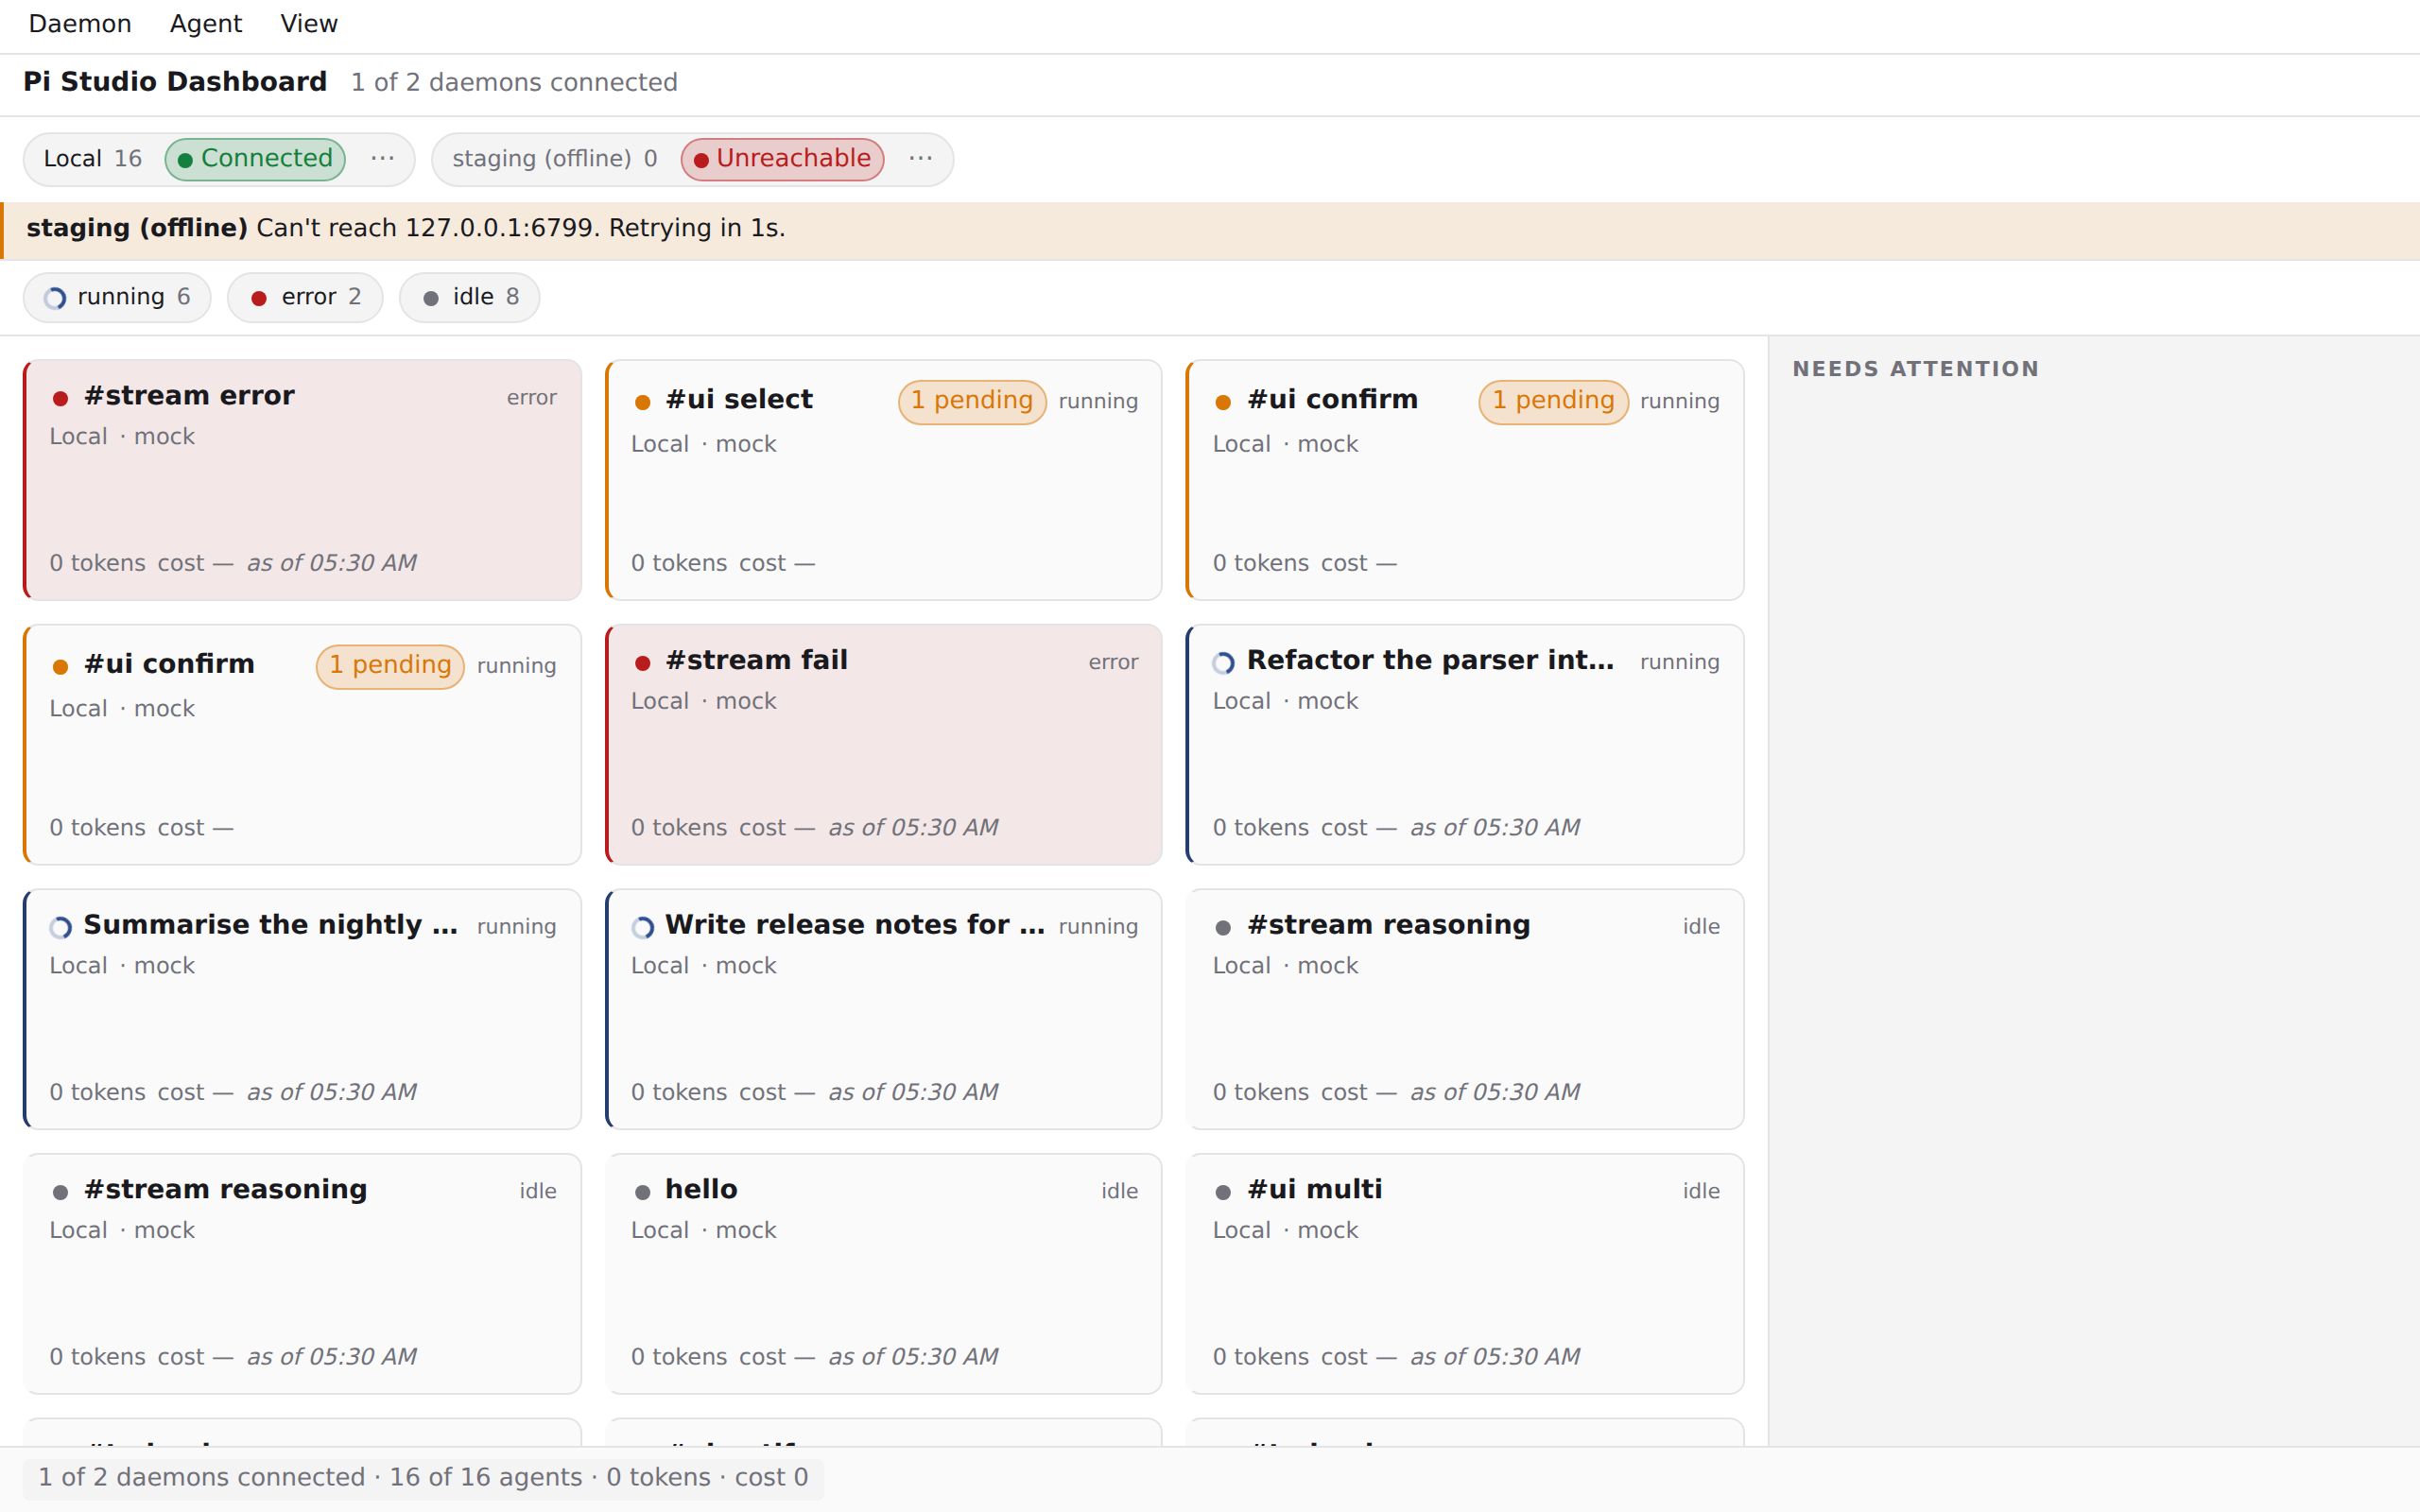 Daemon Agent View
Pi Studio Dashboard 1 of 2 daemons connected
Local 16 Connected ··· staging (offline) 0 Unreachable ···
staging (offline) Can't reach 127.0.0.1:6799. Retrying in 1s.
running 6 error 2 idle 8
NEEDS ATTENTION
#stream error error
Local · mock
0 tokens cost — as of 05:30 AM
#ui select 1 pending running
Local · mock
0 tokens cost —
#ui confirm 1 pending running
Local · mock
0 tokens cost —
#ui confirm 1 pending running
Local · mock
0 tokens cost —
#stream fail error
Local · mock
0 tokens cost — as of 05:30 AM
Refactor the parser int… running
Local · mock
0 tokens cost — as of 05:30 AM
Summarise the nightly … running
Local · mock
0 tokens cost — as of 05:30 AM
Write release notes for … running
Local · mock
0 tokens cost — as of 05:30 AM
#stream reasoning idle
Local · mock
0 tokens cost — as of 05:30 AM
#stream reasoning idle
Local · mock
0 tokens cost — as of 05:30 AM
hello idle
Local · mock
0 tokens cost — as of 05:30 AM
#ui multi idle
Local · mock
0 tokens cost — as of 05:30 AM
1 of 2 daemons connected · 16 of 16 agents · 0 tokens · cost 0